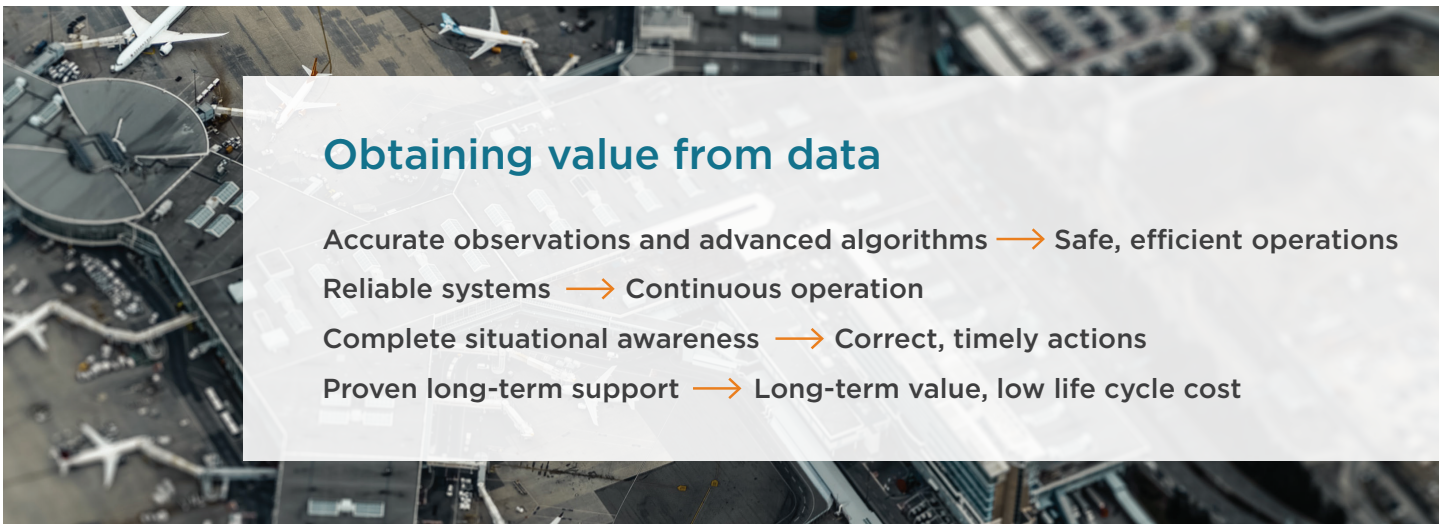 Obtaining value from data
Accurate observations and advanced algorithms → Safe, efficient operations
Reliable systems → Continuous operation
Complete situational awareness → Correct, timely actions
Proven long-term support → Long-term value, low life cycle cost